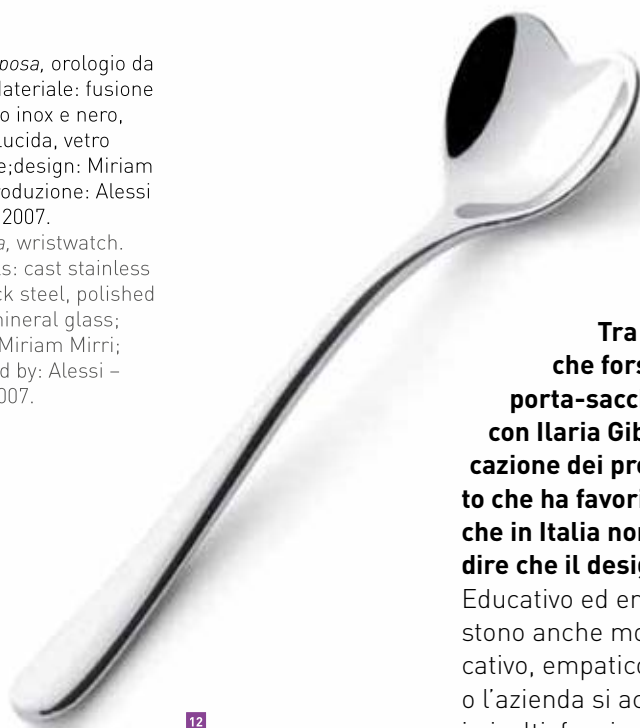 posa, orologio da
Materiale: fusione
o inox e nero,
lucida, vetro
e;design: Miriam
oduzione: Alessi
2007.
a, wristwatch.
ls: cast stainless
ck steel, polished
mineral glass;
Miriam Mirri;
d by: Alessi –
007.
12
Tra
che fors
porta-sacc
con Ilaria Gib
cazione dei pro
to che ha favori
che in Italia no
dire che il desig
Educativo ed e
stono anche mo
cativo, empatico
o l'azienda si a